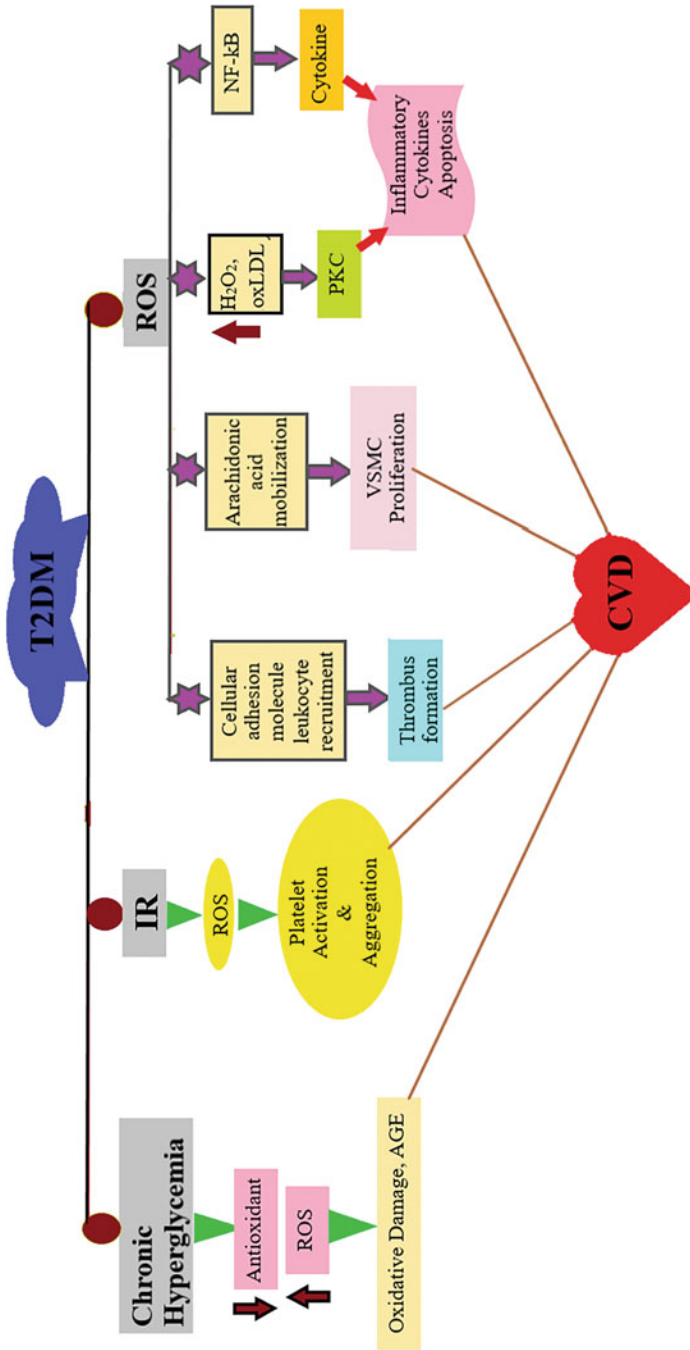 T2DM
Chronic
Hyperglycemia
Antioxidant
ROS
Oxidative Damage, AGE
IR
ROS
Platelet
Activation
&
Aggregation
ROS
Cellular
adhesion
molecule
leukocyte
recruitment
Thrombus
formation
Arachidonic
acid
mobilization
VSMC
Proliferation
H₂O₂,
oxLDL
PKC
NF-kB
Cytokine
Inflammatory
Cytokines
Apoptosis
CVD